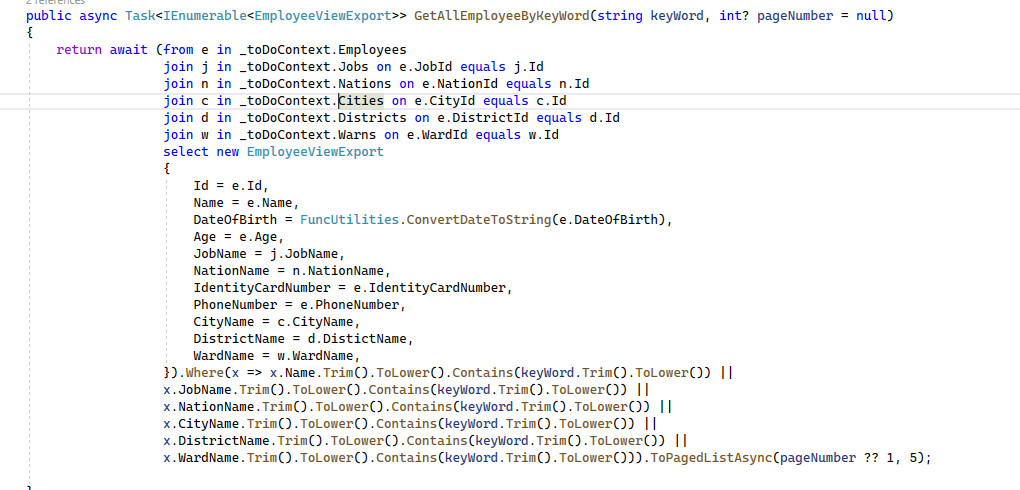 2 references
public async Task<IEnumerable<EmployeeViewExport>> GetAllEmployeeByKeyWord(string keyWord, int? pageNumber = null)
{
return await (from e in _toDoContext.Employees
join j in _toDoContext.Jobs on e.JobId equals j.Id
join n in _toDoContext.Nations on e.NationId equals n.Id
join c in _toDoContext.Cities on e.CityId equals c.Id
join d in _toDoContext.Districts on e.DistrictId equals d.Id
join w in _toDoContext.Warns on e.WardId equals w.Id
select new EmployeeViewExport
{
Id = e.Id,
Name = e.Name,
DateOfBirth = FuncUtilities.ConvertDateToString(e.DateOfBirth),
Age = e.Age,
JobName = j.JobName,
NationName = n.NationName,
IdentityCardNumber = e.IdentityCardNumber,
PhoneNumber = e.PhoneNumber,
CityName = c.CityName,
DistrictName = d.DistictName,
WardName = w.WardName,
}).Where(x => x.Name.Trim().ToLower().Contains(keyWord.Trim().ToLower()) ||
x.JobName.Trim().ToLower().Contains(keyWord.Trim().ToLower()) ||
x.NationName.Trim().ToLower().Contains(keyWord.Trim().ToLower()) ||
x.CityName.Trim().ToLower().Contains(keyWord.Trim().ToLower()) ||
x.DistrictName.Trim().ToLower().Contains(keyWord.Trim().ToLower()) ||
x.WardName.Trim().ToLower().Contains(keyWord.Trim().ToLower())).ToPagedListAsync(pageNumber ?? 1, 5);
}